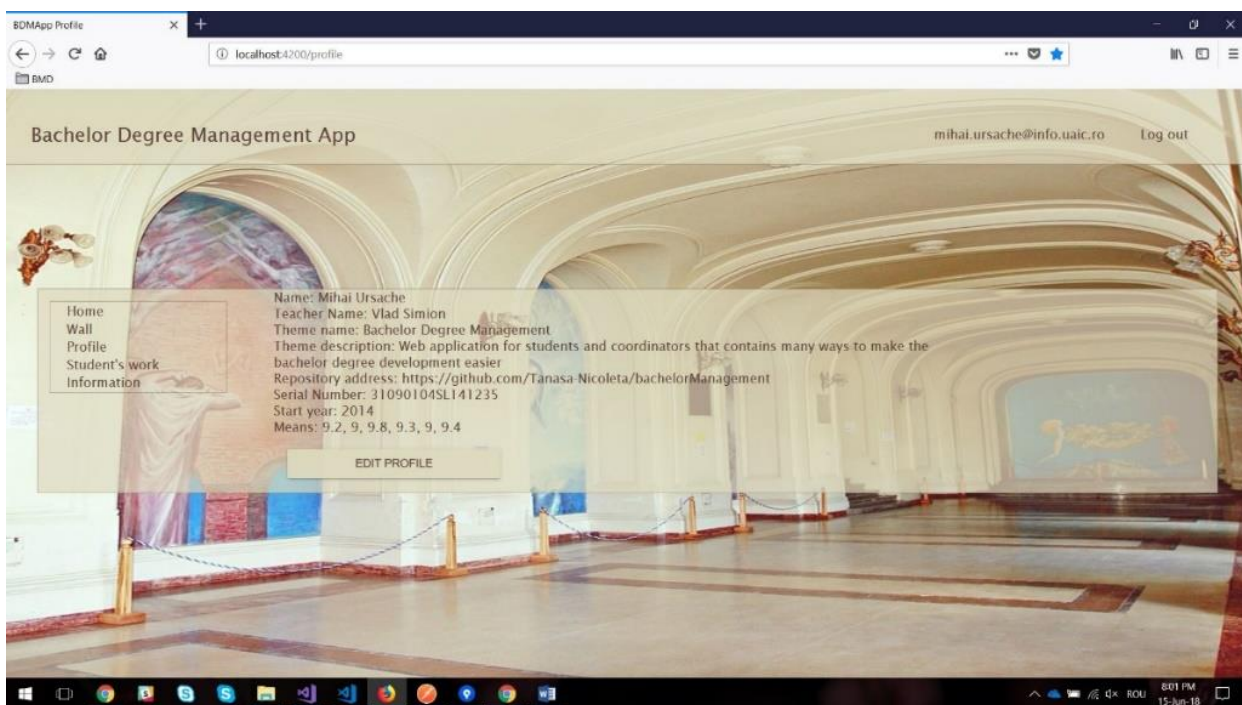 BDMApp Profile
localhost:4200/profile
BMD
Bachelor Degree Management App
mihai.ursache@info.uaic.ro
Log out
Home
Wall
Profile
Student's work
Information
Name: Mihai Ursache
Teacher Name: Vlad Simion
Theme name: Bachelor Degree Management
Theme description: Web application for students and coordinators that contains many ways to make the
bachelor degree development easier
Repository address: https://github.com/Tanasa-Nicoleta/bachelorManagement
Serial Number: 31090104SL141235
Start year: 2014
Means: 9.2, 9, 9.8, 9.3, 9, 9.4
EDIT PROFILE
ROU
8:01 PM
15-Jun-18